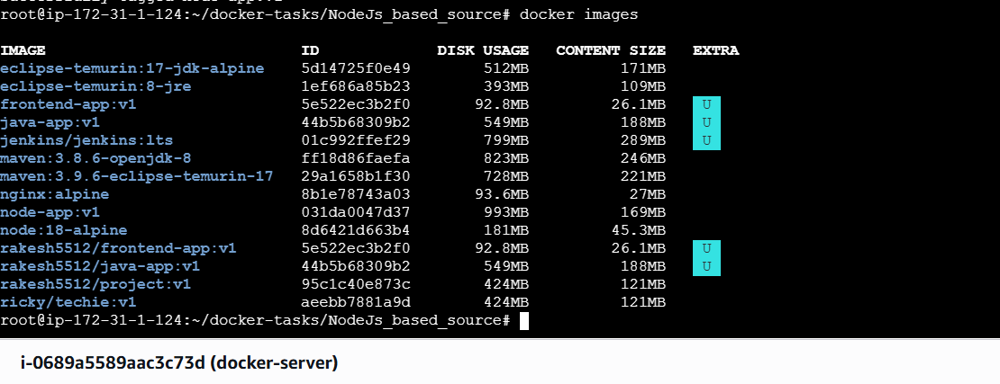 root@ip-172-31-1-124:~/docker-tasks/NodeJs_based_source# docker images
IMAGE ID DISK USAGE CONTENT SIZE EXTRA
eclipse-temurin:17-jdk-alpine 5d14725f0e49 512MB 171MB
eclipse-temurin:8-jre 1ef686a85b23 393MB 109MB
frontend-app:v1 5e522ec3b2f0 92.8MB 26.1MB U
java-app:v1 44b5b68309b2 549MB 188MB U
jenkins/jenkins:lts 01c992ffef29 799MB 289MB U
maven:3.8.6-openjdk-8 ff18d86faefa 823MB 246MB
maven:3.9.6-eclipse-temurin-17 29a1658b1f30 728MB 221MB
nginx:alpine 8b1e78743a03 93.6MB 27MB
node-app:v1 031da0047d37 993MB 169MB
node:18-alpine 8d6421d663b4 181MB 45.3MB
rakesh5512/frontend-app:v1 5e522ec3b2f0 92.8MB 26.1MB U
rakesh5512/java-app:v1 44b5b68309b2 549MB 188MB U
rakesh5512/project:v1 95c1c40e873c 424MB 121MB
ricky/techie:v1 aeebb7881a9d 424MB 121MB
root@ip-172-31-1-124:~/docker-tasks/NodeJs_based_source#
i-0689a5589aac3c73d (docker-server)